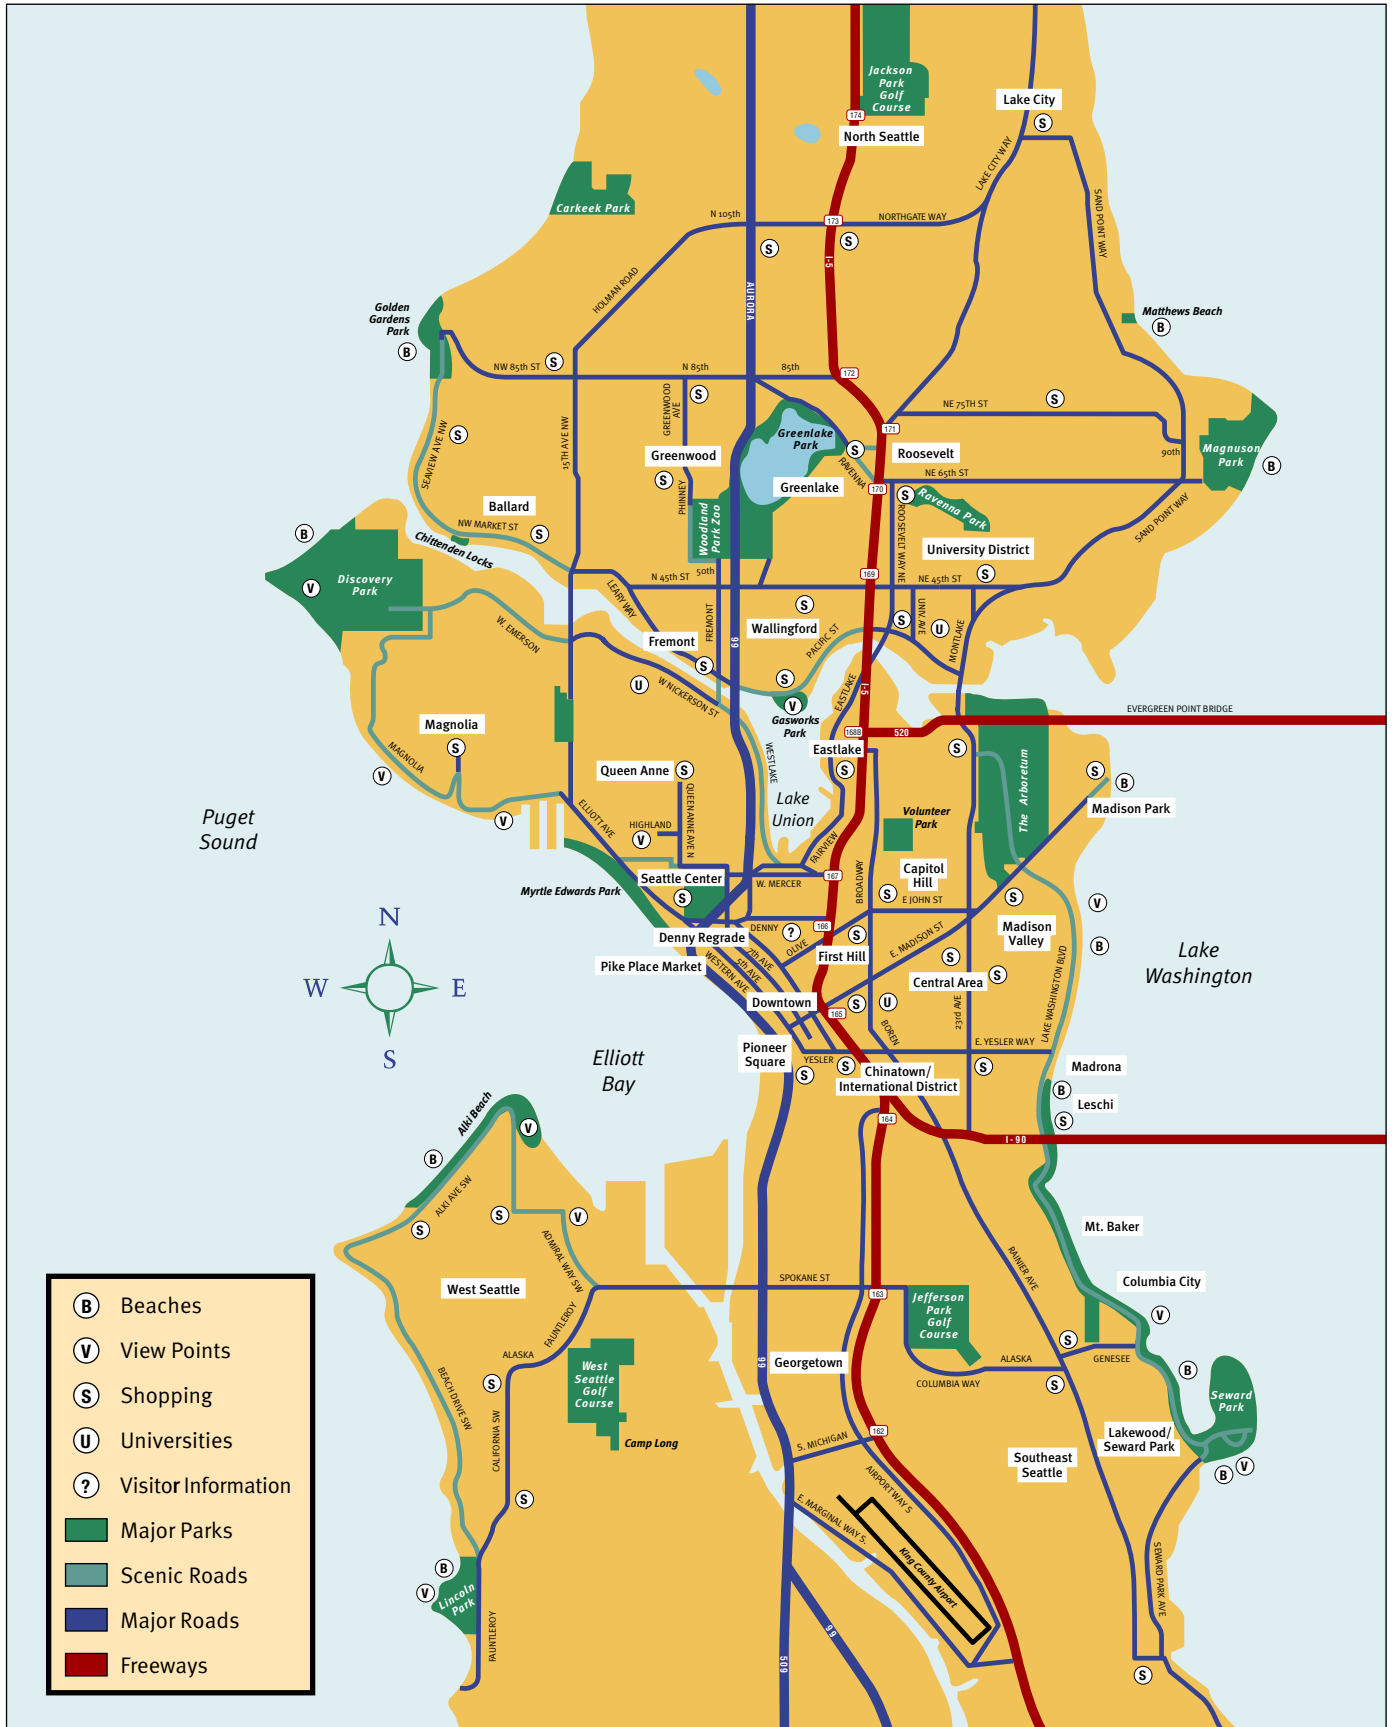 Jackson
Park
Golf
Course
Lake City
S
174
North Seattle
LAKE CITY WAY
Carkeek Park
SAND POINT WAY
N 105th
173
NORTHGATE WAY
S
S
I-5
HOLMAN ROAD
AURORA
Golden
Gardens
Park
B
Matthews Beach
B
NW 85th ST
S
N 85th
85th
172
GREENWOOD
AVE
S
S
NE 75TH ST
SEAVIEW AVE NW
S
15TH AVE NW
Greenlake
Park
171
S
Roosevelt
Magnuson
Park
B
90th
Greenwood
S
RAVENNA
NE 65th ST
Greenlake
170
PHINNEY
S
Ravenna Park
Ballard
NW MARKET ST
S
Woodland
Park Zoo
ROOSEVELT WAY NE
SAND POINT WAY
B
Chittenden Locks
University District
Discovery
Park
V
50th
N 45th ST
169
NE 45th ST
S
LEARY WAY
FREMONT
S
UNIV. AVE
S
U
MONTLAKE
W. EMERSON
Fremont
99
Wallingford
PACIFIC ST
S
U
W NICKERSON ST
S
V
Gasworks
Park
EASTLAKE
I-5
EVERGREEN POINT BRIDGE
168B
520
Magnolia
S
MAGNOLIA
V
WESTLAKE
Eastlake
S
S
The Arboretum
Queen Anne
S
S
B
Madison Park
Puget
Sound
V
ELLIOTT AVE
QUEEN ANNE AVE N
HIGHLAND
V
Lake
Union
Volunteer
Park
FAIRVIEW
Capitol
Hill
Myrtle Edwards Park
Seattle Center
S
W. MERCER
167
BROADWAY
S
E JOHN ST
S
V
N
W
E
S
Denny Regrade
DENNY
?
166
S
Madison
Valley
B
Pike Place Market
7th AVE
5th AVE
WESTERN AVE
OLIVE
First Hill
E. MADISON ST
S
S
Central Area
LAKE WASHINGTON BLVD
Lake
Washington
Downtown
165
S
U
BOREN
23rd AVE
Elliott
Bay
Pioneer
Square
S
YESLER
S
E. YESLER WAY
S
Chinatown/
International District
Madrona
B
Leschi
S
Alki Beach
V
B
164
I-90
ALKI AVE SW
S
S
V
ADMIRAL WAY SW
Mt. Baker
RAINIER AVE
West Seattle
SPOKANE ST
163
Columbia City
V
FAUNTLEROY
Jefferson
Park
Golf
Course
S
GENESEE
ALASKA
West
Seattle
Golf
Course
99
Georgetown
ALASKA
COLUMBIA WAY
S
B
Seward
Park
BEACH DRIVE SW
S
CALIFORNIA SW
Camp Long
S. MICHIGAN
162
Lakewood/
Seward Park
Southeast
Seattle
B
V
AIRPORT WAY S
S
E. MARGINAL WAY S.
King County Airport
SEWARD PARK AVE
B
V
Lincoln
Park
FAUNTLEROY
99
509
S
B Beaches
V View Points
S Shopping
U Universities
? Visitor Information
Major Parks
Scenic Roads
Major Roads
Freeways